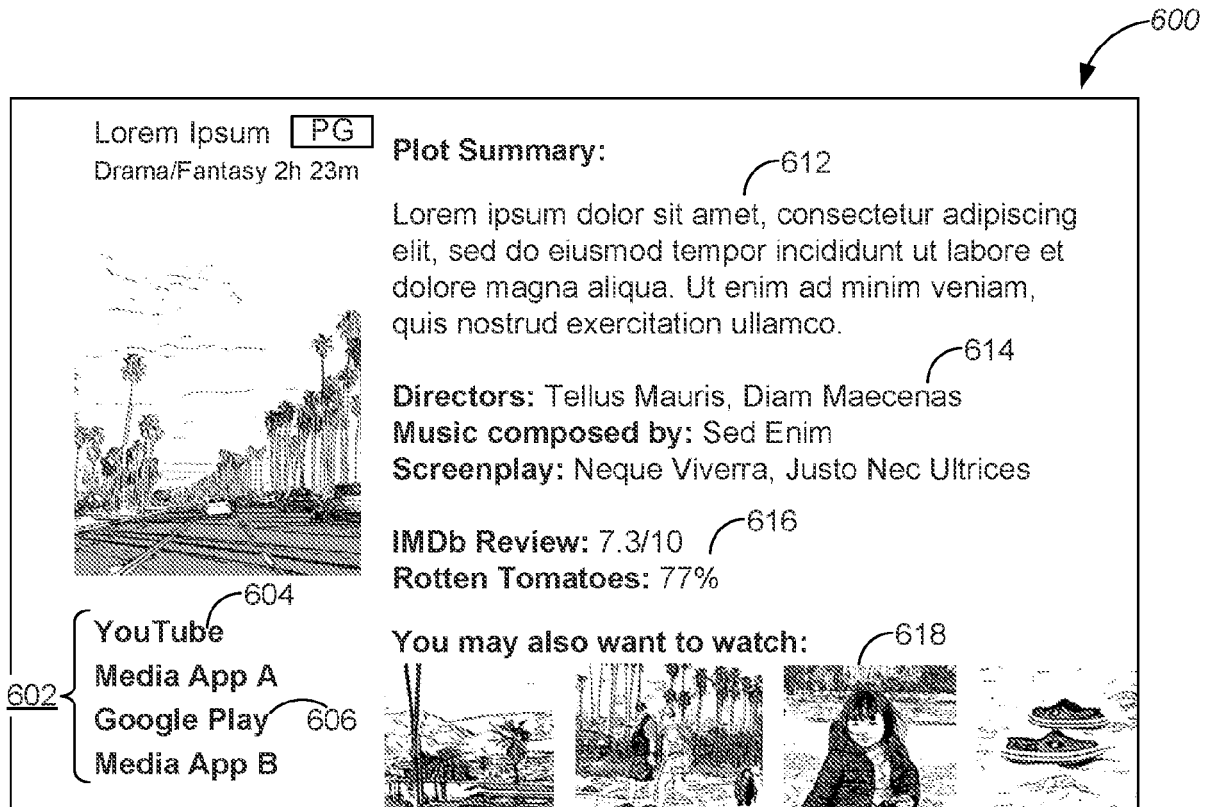 600
Lorem Ipsum PG
Drama/Fantasy 2h 23m
Plot Summary:
612
Lorem ipsum dolor sit amet, consectetur adipiscing
elit, sed do eiusmod tempor incididunt ut labore et
dolore magna aliqua. Ut enim ad minim veniam,
quis nostrud exercitation ullamco.
614
Directors: Tellus Mauris, Diam Maecenas
Music composed by: Sed Enim
Screenplay: Neque Viverra, Justo Nec Ultrices
616
IMDb Review: 7.3/10
Rotten Tomatoes: 77%
604
602
YouTube
Media App A
Google Play 606
Media App B
You may also want to watch:
618